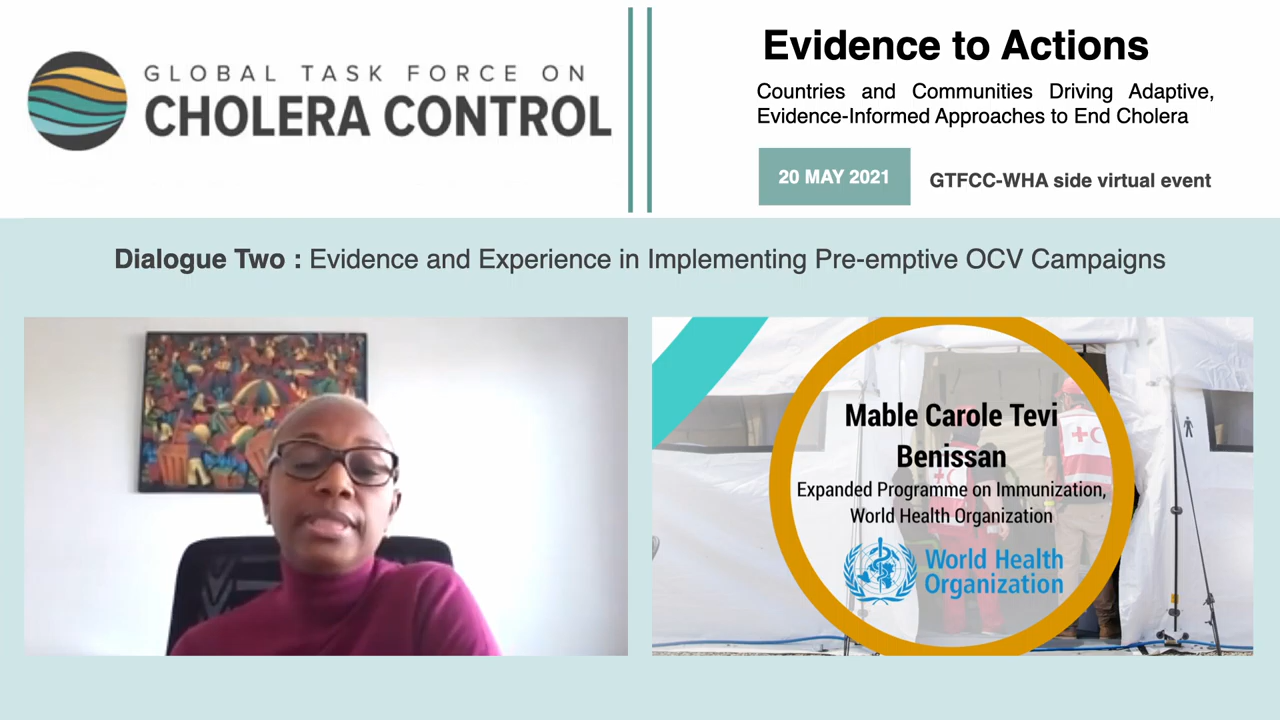 GLOBAL TASK FORCE ON
CHOLERA CONTROL
Evidence to Actions
Countries and Communities Driving Adaptive,
Evidence-Informed Approaches to End Cholera
20 MAY 2021
GTFCC-WHA side virtual event
Dialogue Two : Evidence and Experience in Implementing Pre-emptive OCV Campaigns
Mable Carole Tevi
Benissan
Expanded Programme on Immunization,
World Health Organization
World Health
Organization